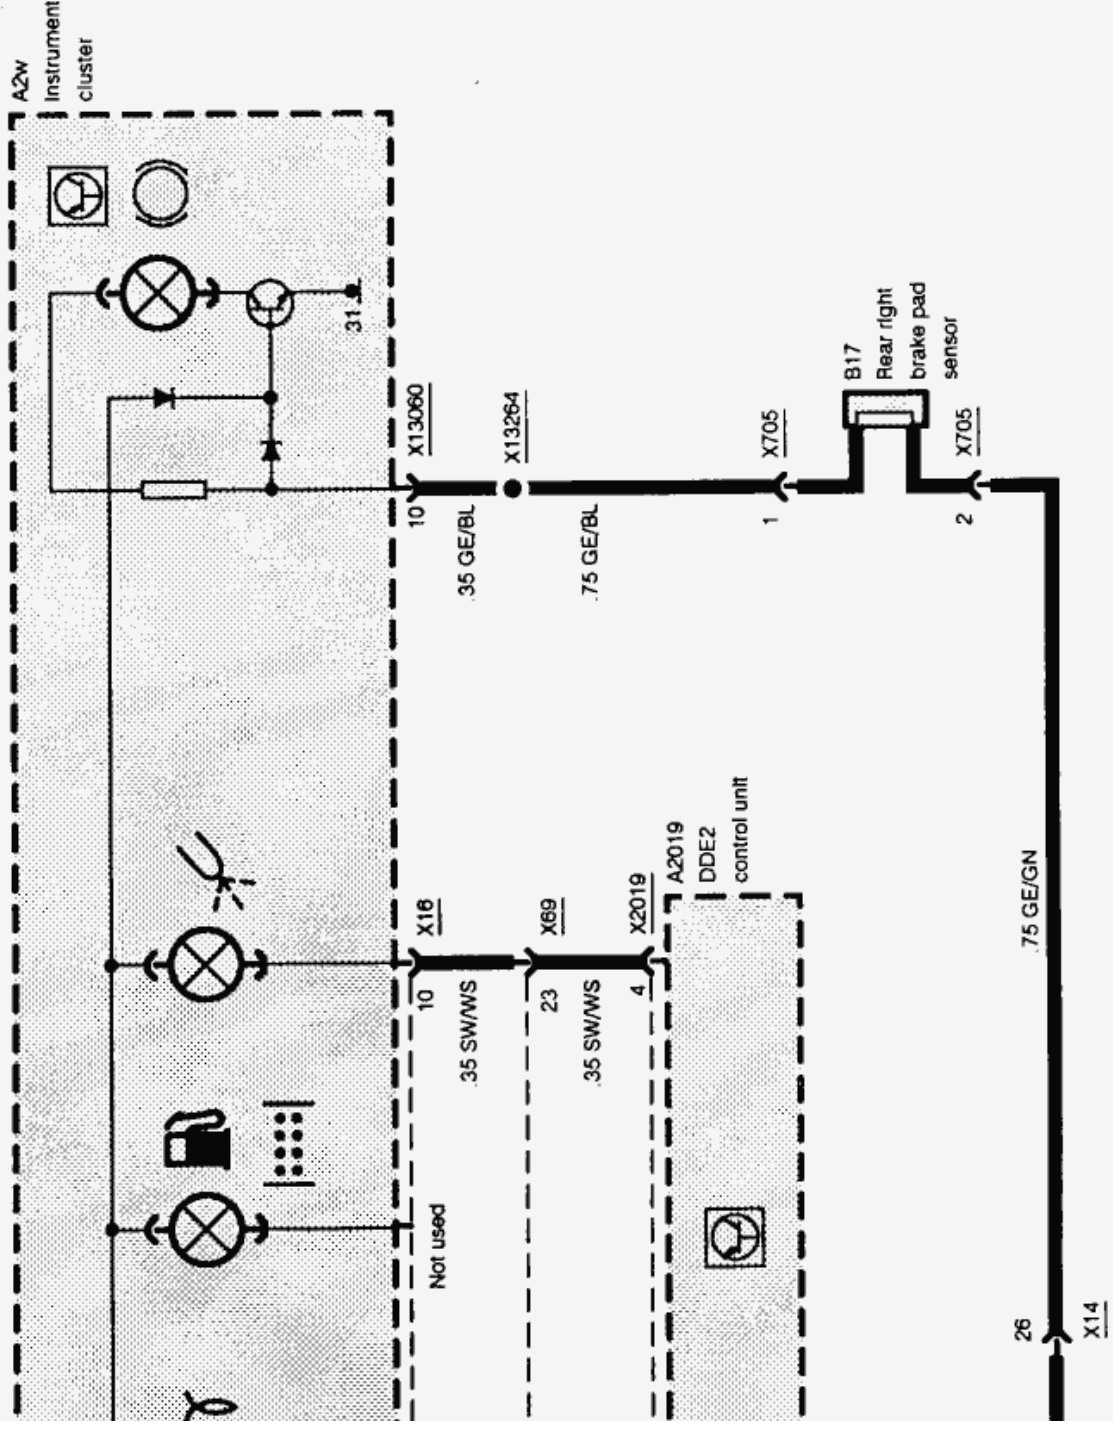 A2w
Instrument
cluster
31
X13060
10
.35 GE/BL
X13264
.75 GE/BL
X705
1
B17
Rear right
brake pad
sensor
X705
2
.75 GE/GN
26
X14
X16
10
.35 SW/WS
X69
23
.35 SW/WS
X2019
4
A2019
DDE2
control unit
Not used